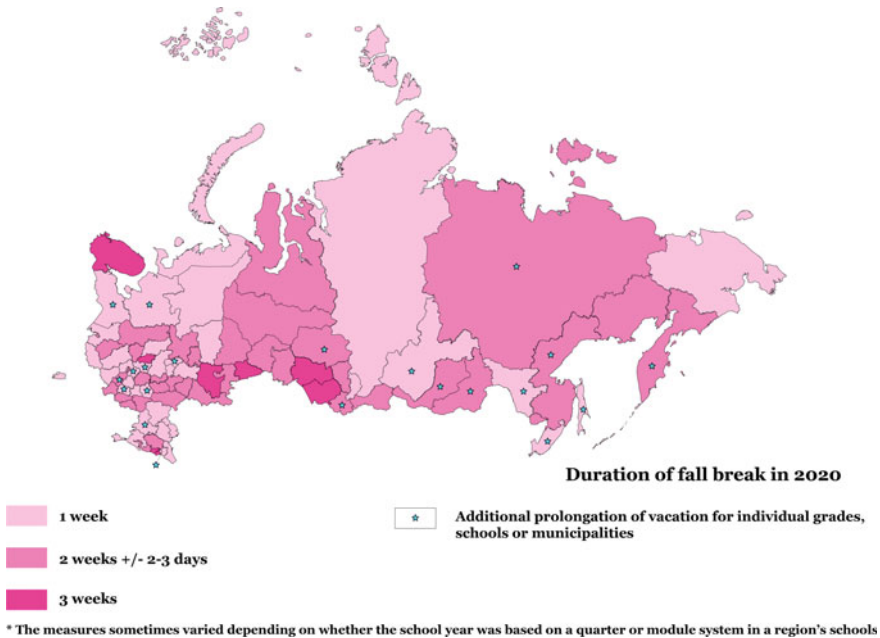 Duration of fall break in 2020
1 week
2 weeks +/- 2-3 days
3 weeks
Additional prolongation of vacation for individual grades,
schools or municipalities
* The measures sometimes varied depending on whether the school year was based on a quarter or module system in a region's schools